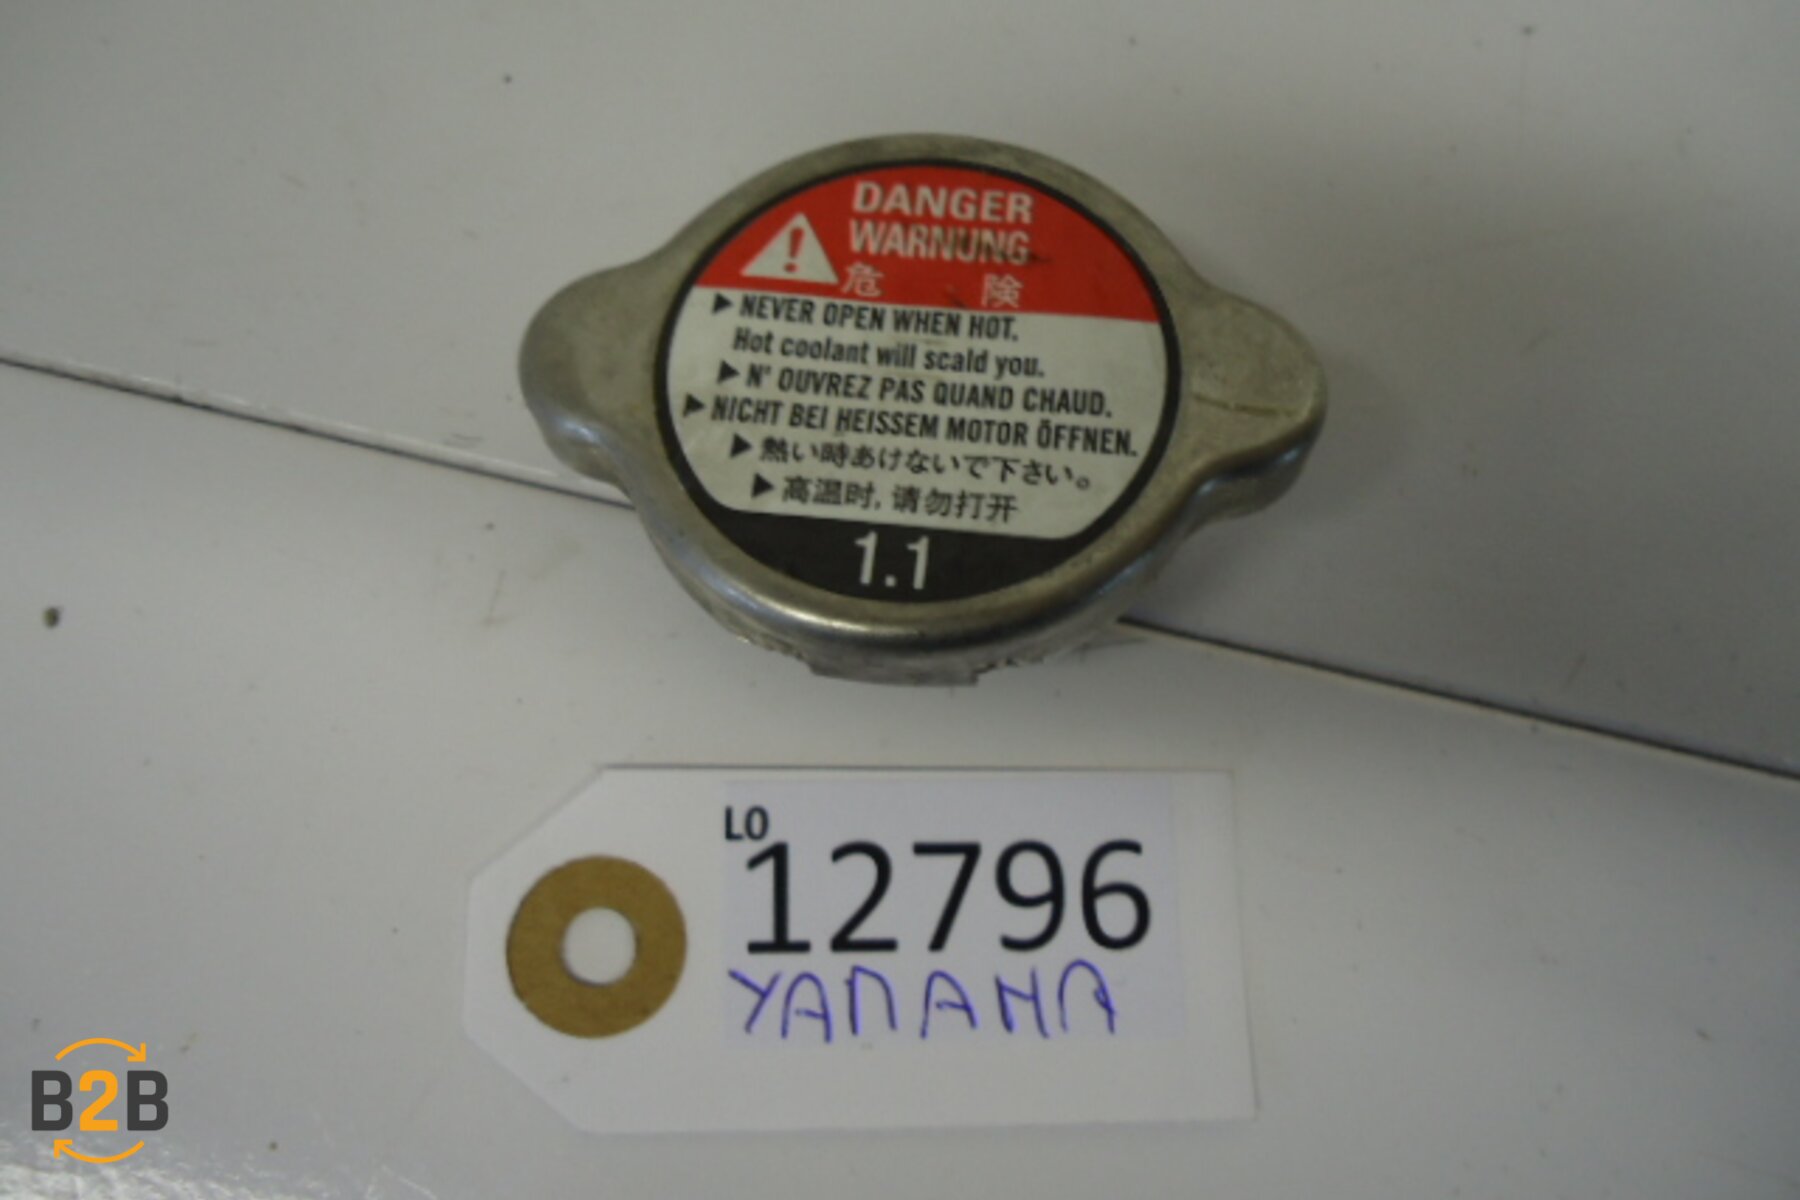 DANGER
WARNUNG
危 険
▶ NEVER OPEN WHEN HOT.
Hot coolant will scald you.
▶ N' OUVREZ PAS QUAND CHAUD.
▶ NICHT BEI HEISSEM MOTOR ÖFFNEN.
▶ 熱い時あけないで下さい。
▶ 高温时, 请勿打开
1.1
LO
12796
YAMAHA
B2B